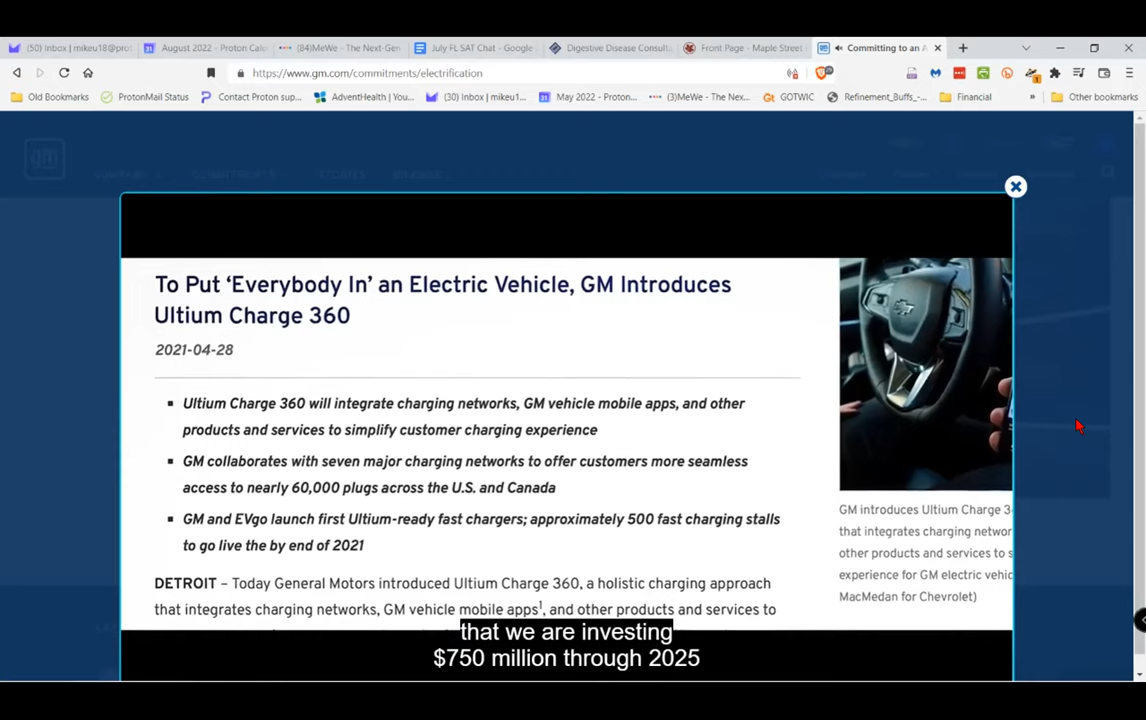 (50) Inbox | mikeu18@prot
August 2022 - Proton Cale
(84)MeWe - The Next-Gen
July FL SAT Chat - Google
Digestive Disease Consulta
Front Page - Maple Street
Committing to an A
https://www.gm.com/commitments/electrification
Old Bookmarks
ProtonMail Status
Contact Proton sup...
AdventHealth | You...
(30) Inbox | mikeu1...
May 2022 - Proton...
(3)MeWe - The Nex...
Gt GOTWIC
Refinement_Buffs_-...
Financial
Other bookmarks
gm
To Put ‘Everybody In’ an Electric Vehicle, GM Introduces
Ultium Charge 360
2021-04-28
▪ Ultium Charge 360 will integrate charging networks, GM vehicle mobile apps, and other
products and services to simplify customer charging experience
▪ GM collaborates with seven major charging networks to offer customers more seamless
access to nearly 60,000 plugs across the U.S. and Canada
▪ GM and EVgo launch first Ultium-ready fast chargers; approximately 500 fast charging stalls
to go live the by end of 2021
DETROIT – Today General Motors introduced Ultium Charge 360, a holistic charging approach
that integrates charging networks, GM vehicle mobile apps¹, and other products and services to
GM introduces Ultium Charge 3
that integrates charging networ
other products and services to s
experience for GM electric vehic
MacMedan for Chevrolet)
that we are investing
$750 million through 2025